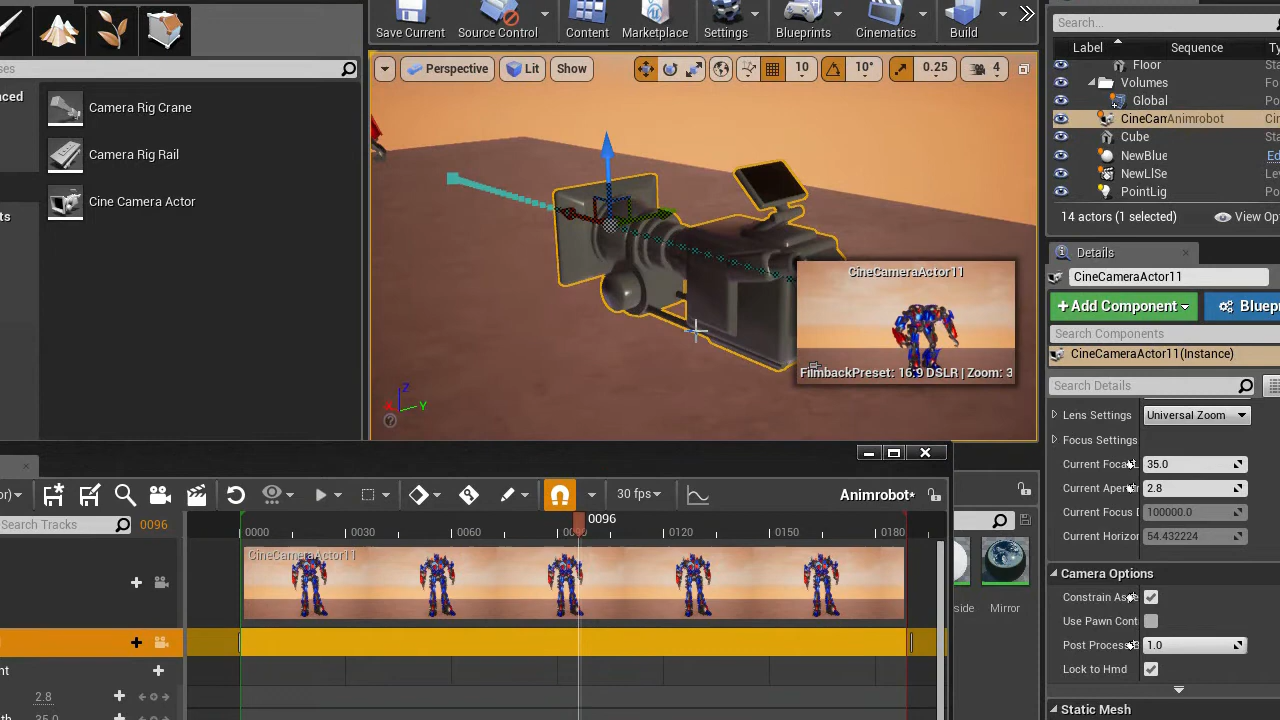 Save Current
Source Control
Content
Marketplace
Settings
Blueprints
Cinematics
Build
Search...
Label
Sequence
Floor
Volumes
Global
CineCam
Animrobot
Cube
NewBlue
NewLlSe
PointLig
14 actors (1 selected)
View Op
Perspective
Lit
Show
10
10°
0.25
4
Camera Rig Crane
Camera Rig Rail
Cine Camera Actor
CineCameraActor11
FilmbackPreset: 16:9 DSLR | Zoom: 3
X
Y
Z
Details
CineCameraActor11
+ Add Component
Bluep
Search Components
CineCameraActor11(Instance)
Search Details
Lens Settings
Universal Zoom
Focus Settings
Current Focal
35.0
Current Apert
2.8
Current Focus D
100000.0
Current Horizon
54.432224
Camera Options
Constrain Asp
Use Pawn Cont
Post Process
1.0
Lock to Hmd
Static Mesh
30 fps
Animrobot*
Search Tracks
0096
0096
0000
0030
0060
0090
0120
0150
0180
CineCameraActor11
2.8
35.0
side
Mirror